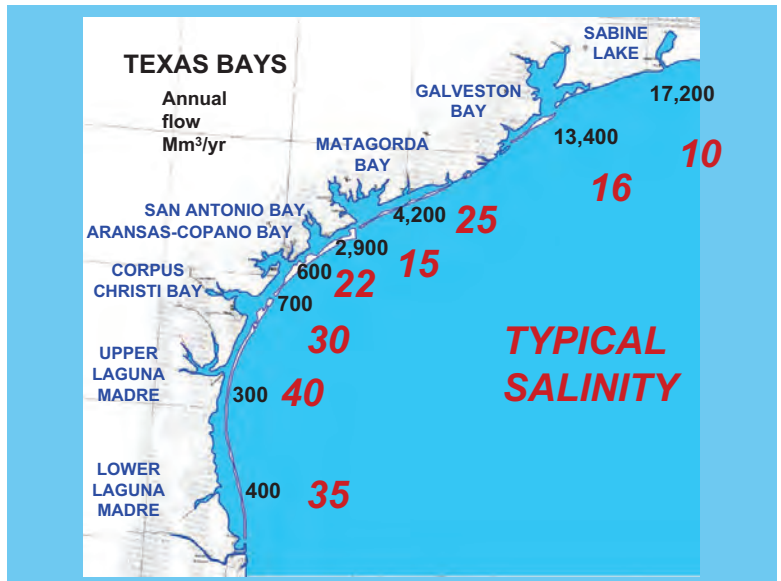 TEXAS BAYS
Annual
flow
Mm³/yr
SABINE
LAKE
17,200
10
GALVESTON
BAY
13,400
16
MATAGORDA
BAY
4,200
25
SAN ANTONIO BAY
2,900
15
ARANSAS-COPANO BAY
600
22
CORPUS
CHRISTI BAY
700
30
UPPER
LAGUNA
MADRE
300
40
LOWER
LAGUNA
MADRE
400
35
TYPICAL
SALINITY